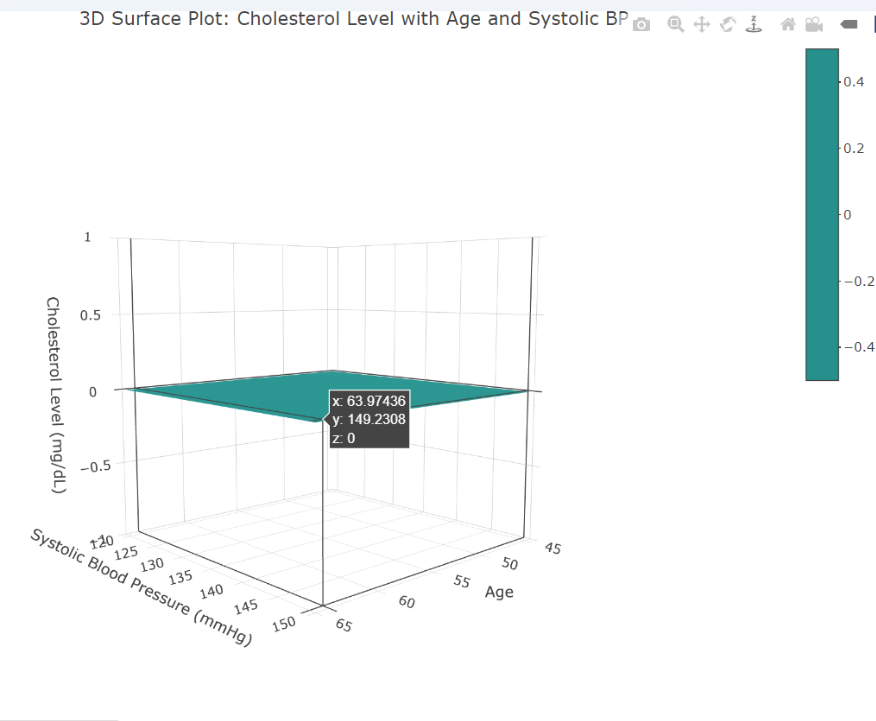 3D Surface Plot: Cholesterol Level with Age and Systolic BP
z
0.4
0.2
0
−0.2
−0.4
1
0.5
0
−0.5
−1
Cholesterol Level (mg/dL)
x: 63.97436
y: 149.2308
z: 0
120
125
130
135
140
145
150
Systolic Blood Pressure (mmHg)
45
50
55
60
65
Age